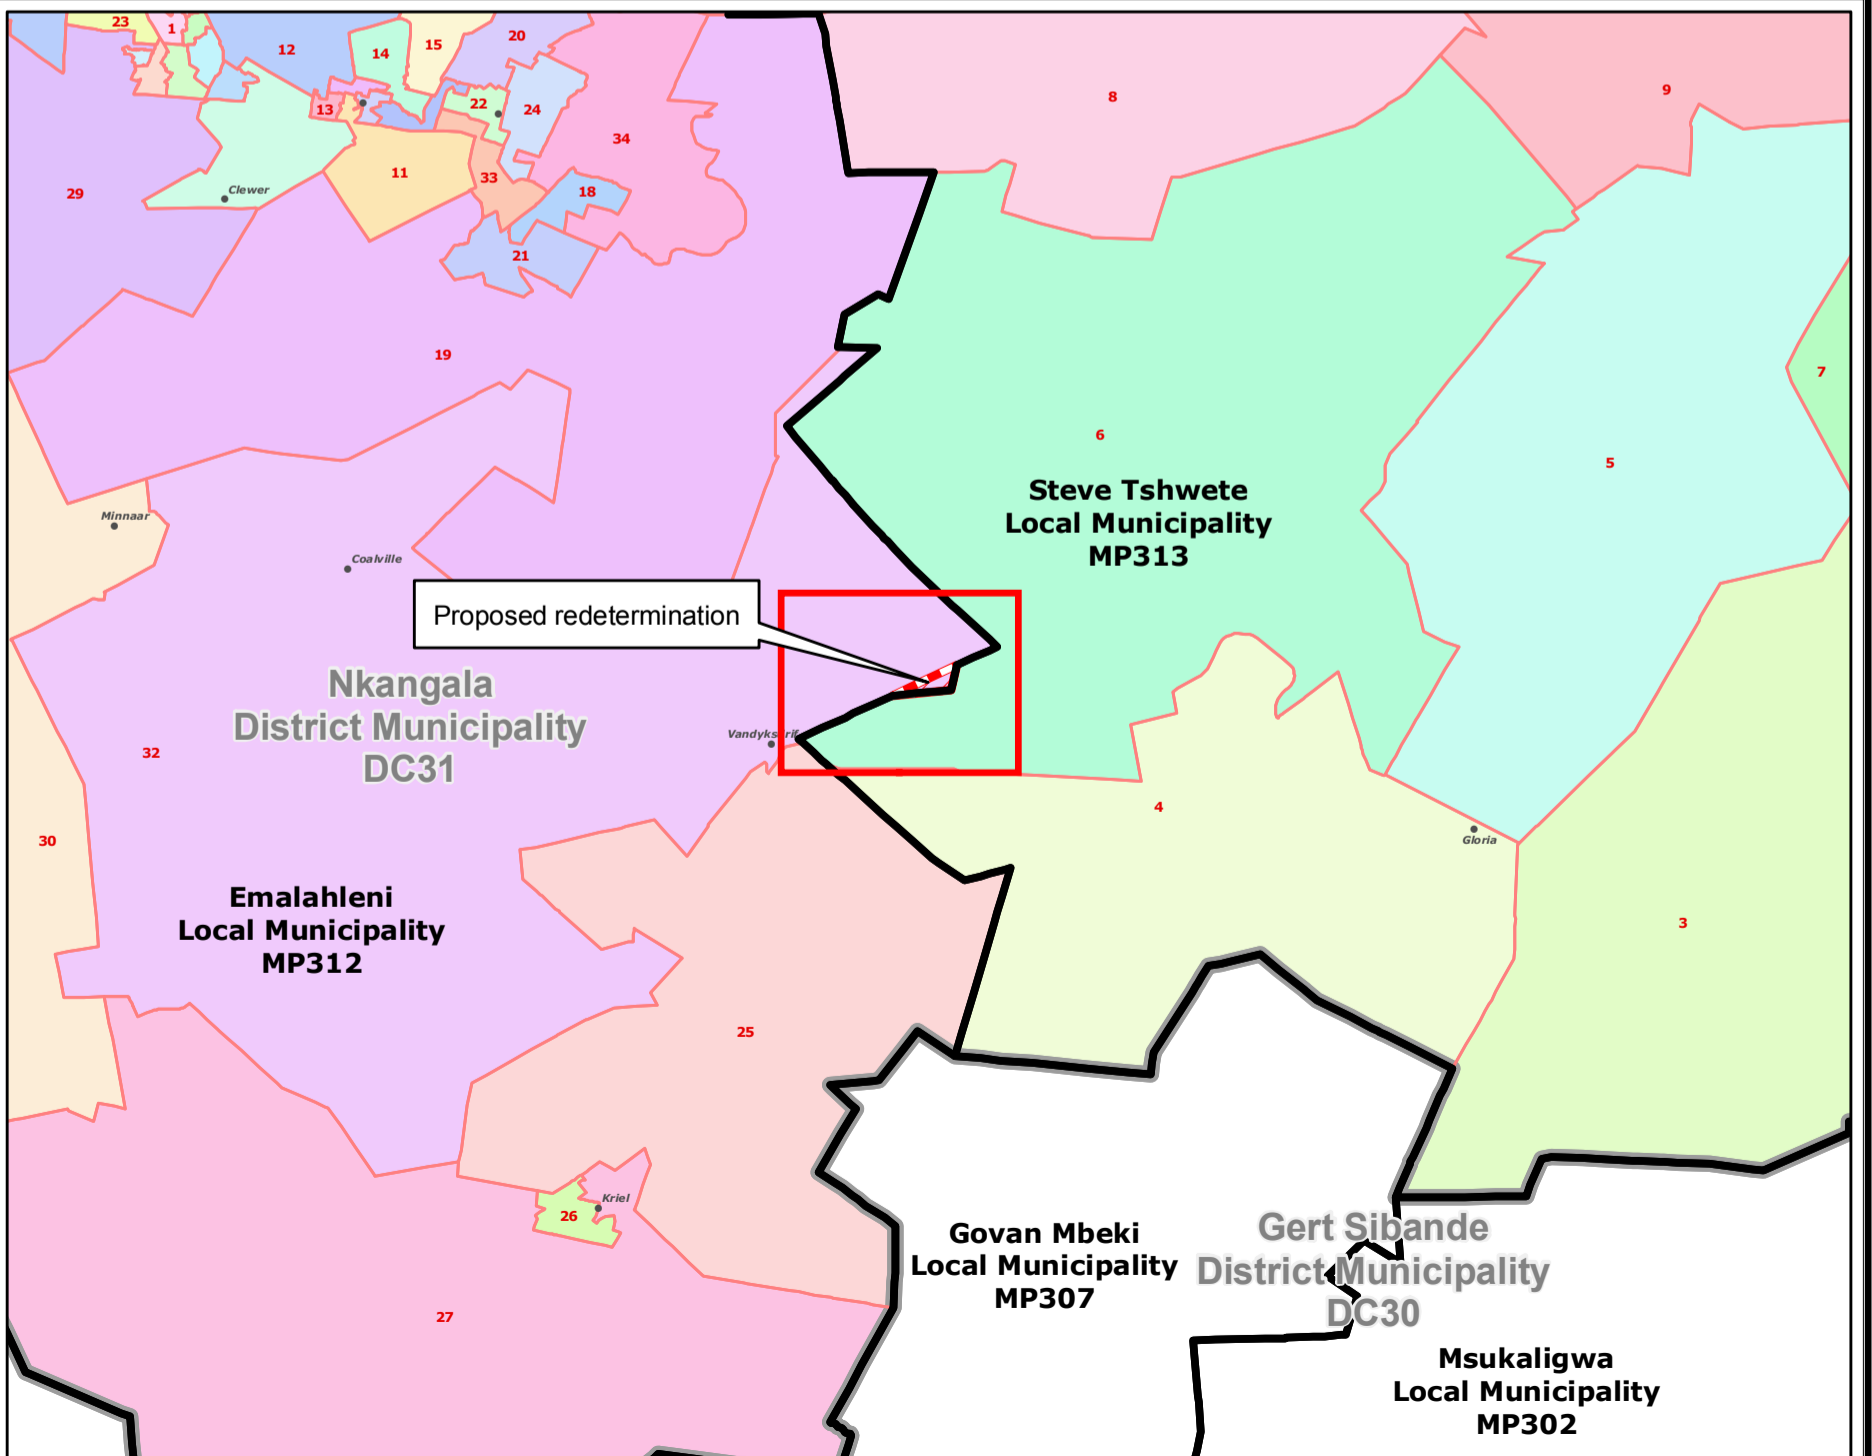 23
1
12
14
15
20
8
9
13
22
24
34
11
33
18
29
Clewer
21
19
7
6
5
Steve Tshwete
Local Municipality
MP313
Minnaar
Coalville
Proposed redetermination
Nkangala
District Municipality
DC31
Vandyksdrif
32
4
30
Gloria
Emalahleni
Local Municipality
MP312
3
25
Kriel
26
Govan Mbeki
Local Municipality
MP307
Gert Sibande
District Municipality
DC30
27
Msukaligwa
Local Municipality
MP302